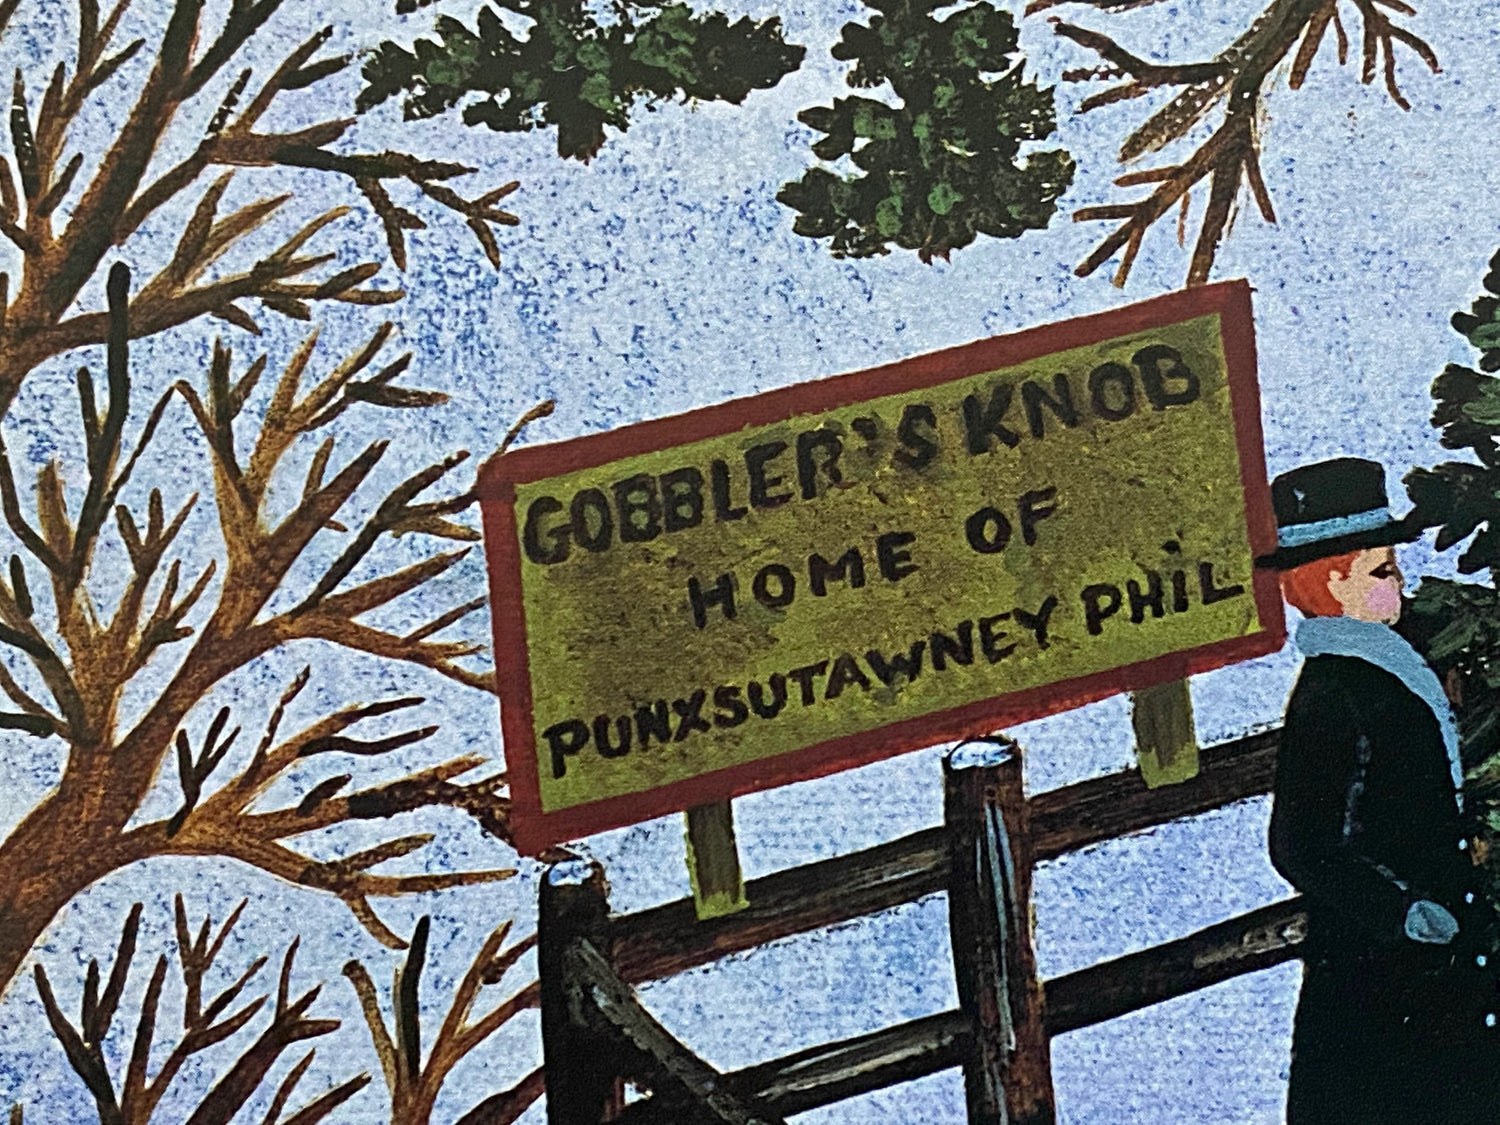 GOBBLER'S KNOB
HOME OF
PUNXSUTAWNEY PHIL